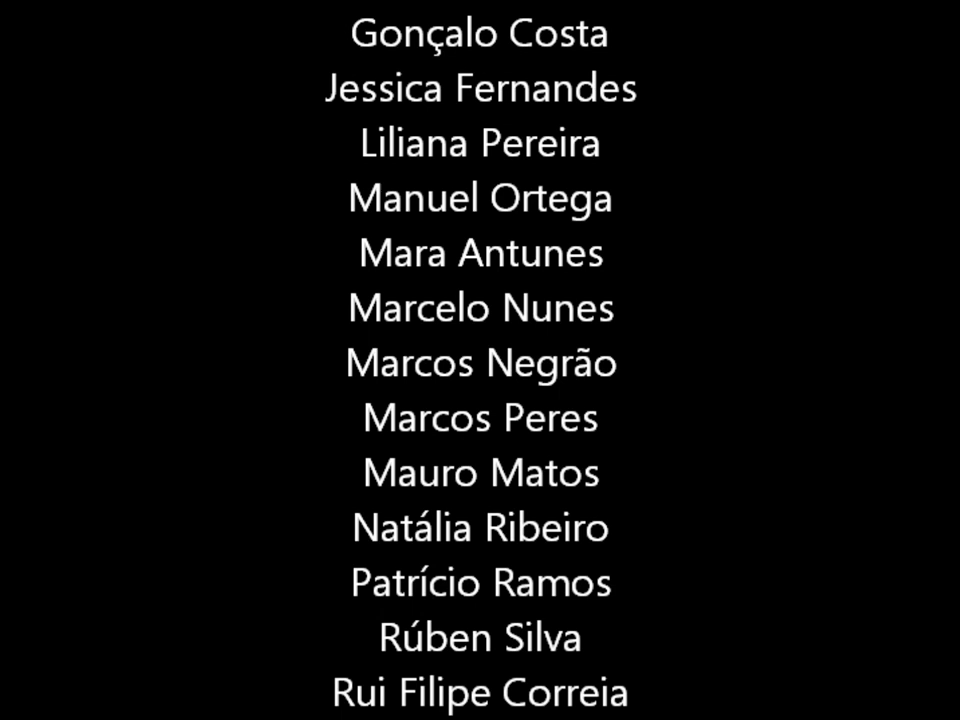 Gonçalo Costa
Jessica Fernandes
Liliana Pereira
Manuel Ortega
Mara Antunes
Marcelo Nunes
Marcos Negrão
Marcos Peres
Mauro Matos
Natália Ribeiro
Patrício Ramos
Rúben Silva
Rui Filipe Correia